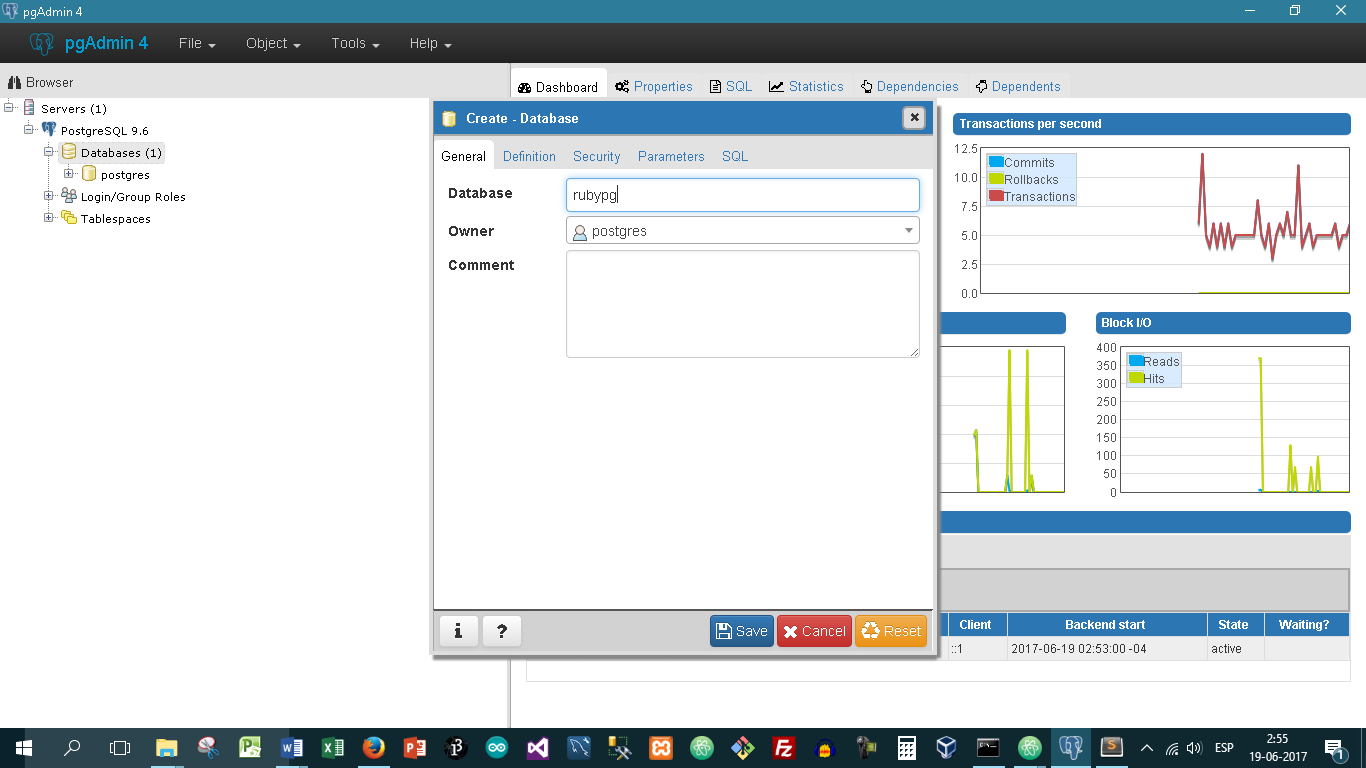 pgAdmin 4
pgAdmin 4 File Object Tools Help
Browser
Servers (1)
PostgreSQL 9.6
Databases (1)
postgres
Login/Group Roles
Tablespaces
Dashboard Properties SQL Statistics Dependencies Dependents
Create - Database
General Definition Security Parameters SQL
Database rubypg
Owner postgres
Comment
i ? Save Cancel Reset
Transactions per second
12.5
10.0
7.5
5.0
2.5
0.0
Commits
Rollbacks
Transactions
Block I/O
400
350
300
250
200
150
100
50
0
Reads
Hits
Client Backend start State Waiting?
::1 2017-06-19 02:53:00 -04 active
ESP
2:55
19-06-2017
1